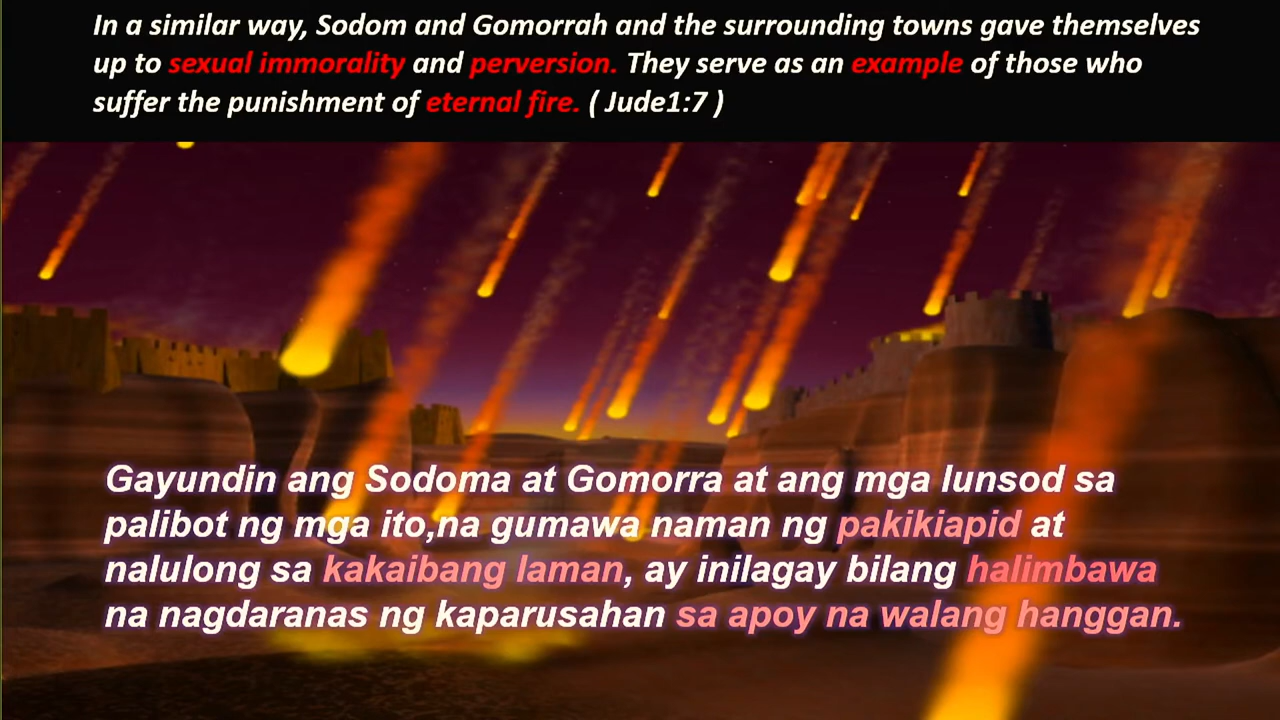 In a similar way, Sodom and Gomorrah and the surrounding towns gave themselves
up to sexual immorality and perversion. They serve as an example of those who
suffer the punishment of eternal fire. ( Jude1:7 )
Gayundin ang Sodoma at Gomorra at ang mga lunsod sa
palibot ng mga ito,na gumawa naman ng pakikiapid at
nalulong sa kakaibang laman, ay inilagay bilang halimbawa
na nagdaranas ng kaparusahan sa apoy na walang hanggan.